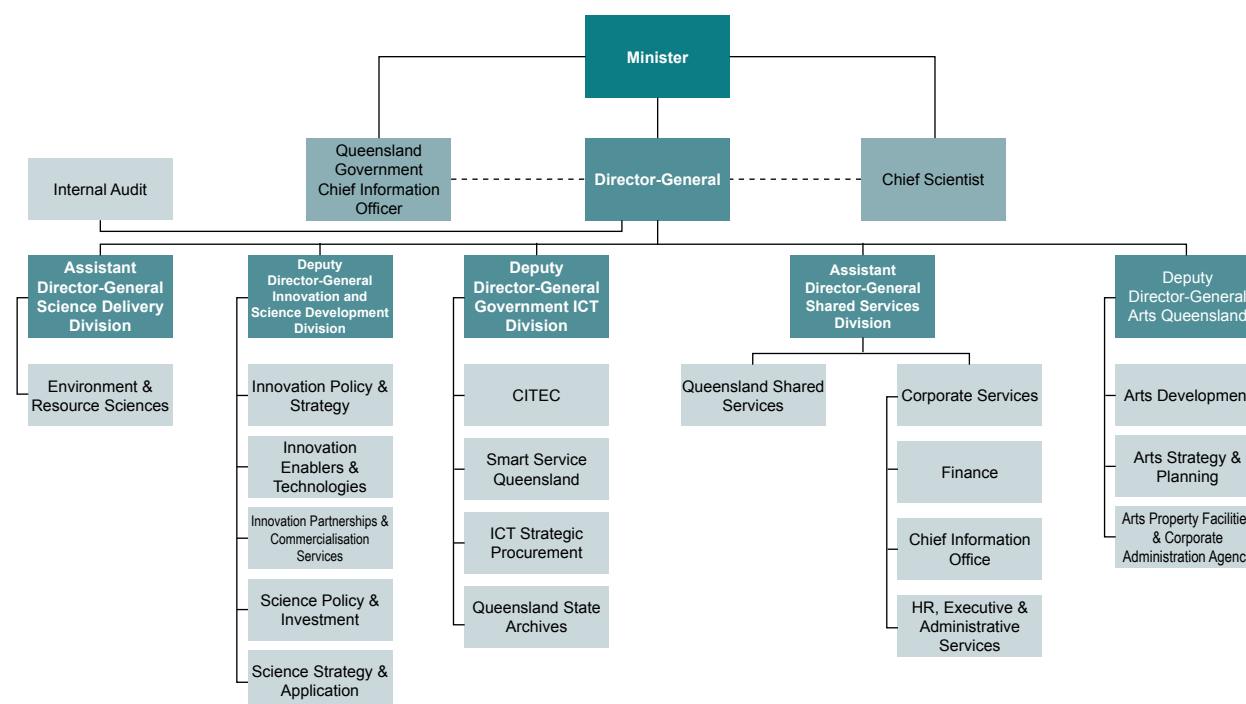 Minister
Queensland
Government
Chief Information
Officer
Director-General
Chief Scientist
Internal Audit
Assistant
Director-General
Science Delivery
Division
Deputy
Director-General
Innovation and
Science Development
Division
Deputy
Director-General
Government ICT
Division
Assistant
Director-General
Shared Services
Division
Deputy
Director-General
Arts Queensland
Environment &
Resource Sciences
Innovation Policy &
Strategy
Innovation
Enablers &
Technologies
Innovation Partnerships &
Commercialisation
Services
Science Policy &
Investment
Science Strategy &
Application
CITEC
Smart Service
Queensland
ICT Strategic
Procurement
Queensland State
Archives
Queensland Shared
Services
Corporate Services
Finance
Chief Information
Office
HR, Executive &
Administrative
Services
Arts Development
Arts Strategy &
Planning
Arts Property Facilitie
& Corporate
Administration Agenc